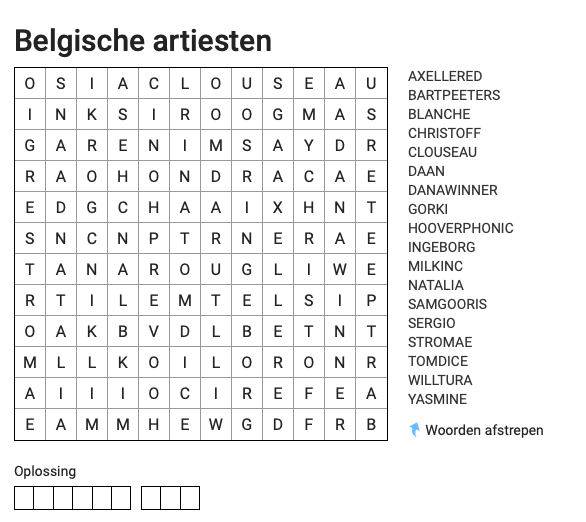 Belgische artiesten
O S I A C L O U S E A U
I N K S I R O O G M A S
G A R E N I M S A Y D R
R A O H O N D R A C A E
E D G C H A A I X H N T
S N C N P T R N E R A E
T A N A R O U G L I W E
R T I L E M T E L S I P
O A K B V D L B E T N T
M L L K O I L O R O N R
A I I I O C I R E F E A
E A M M H E W G D F R B
AXELLERED
BARTPEETERS
BLANCHE
CHRISTOFF
CLOUSEAU
DAAN
DANAWINNER
GORKI
HOOVERPHONIC
INGEBORG
MILKINC
NATALIA
SAMGOORIS
SERGIO
STROMAE
TOMDICE
WILLTURA
YASMINE
Woorden afstrepen
Oplossing